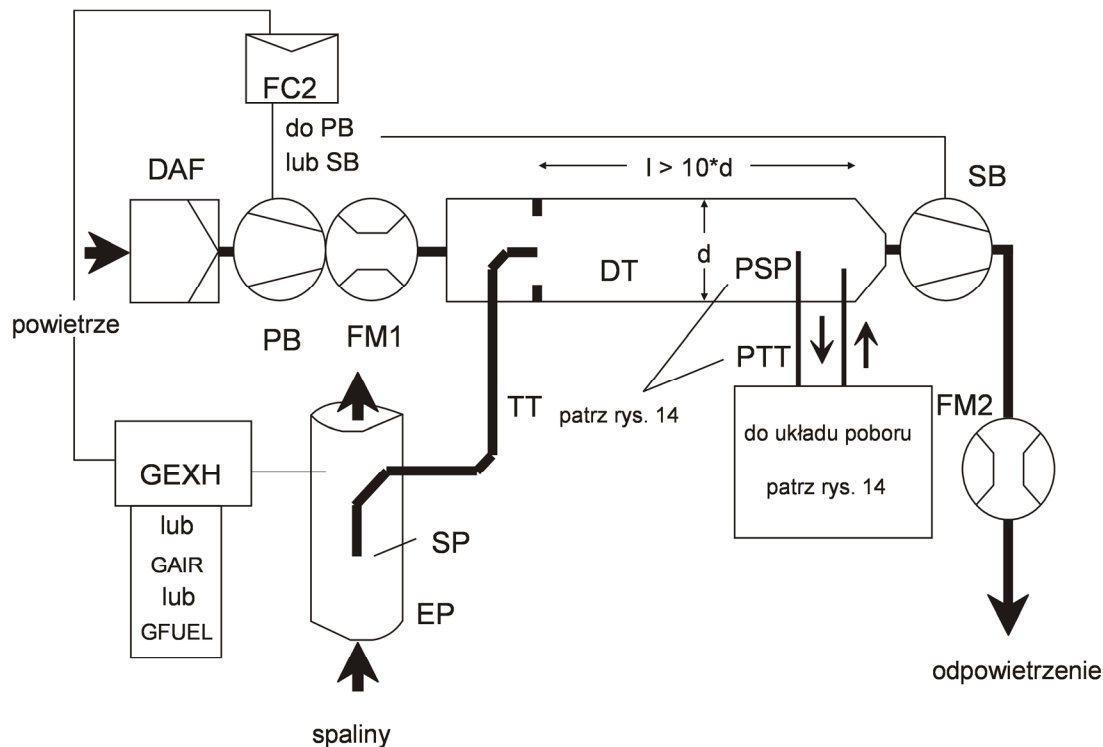 FC2
do PB
lub SB
DAF
l > 10*d
SB
d
DT
PSP
powietrze
PB
FM1
PTT
TT
patrz rys. 14
FM2
do układu poboru
patrz rys. 14
GEXH
lub
GAIR
lub
GFUEL
SP
EP
odpowietrzenie
spaliny